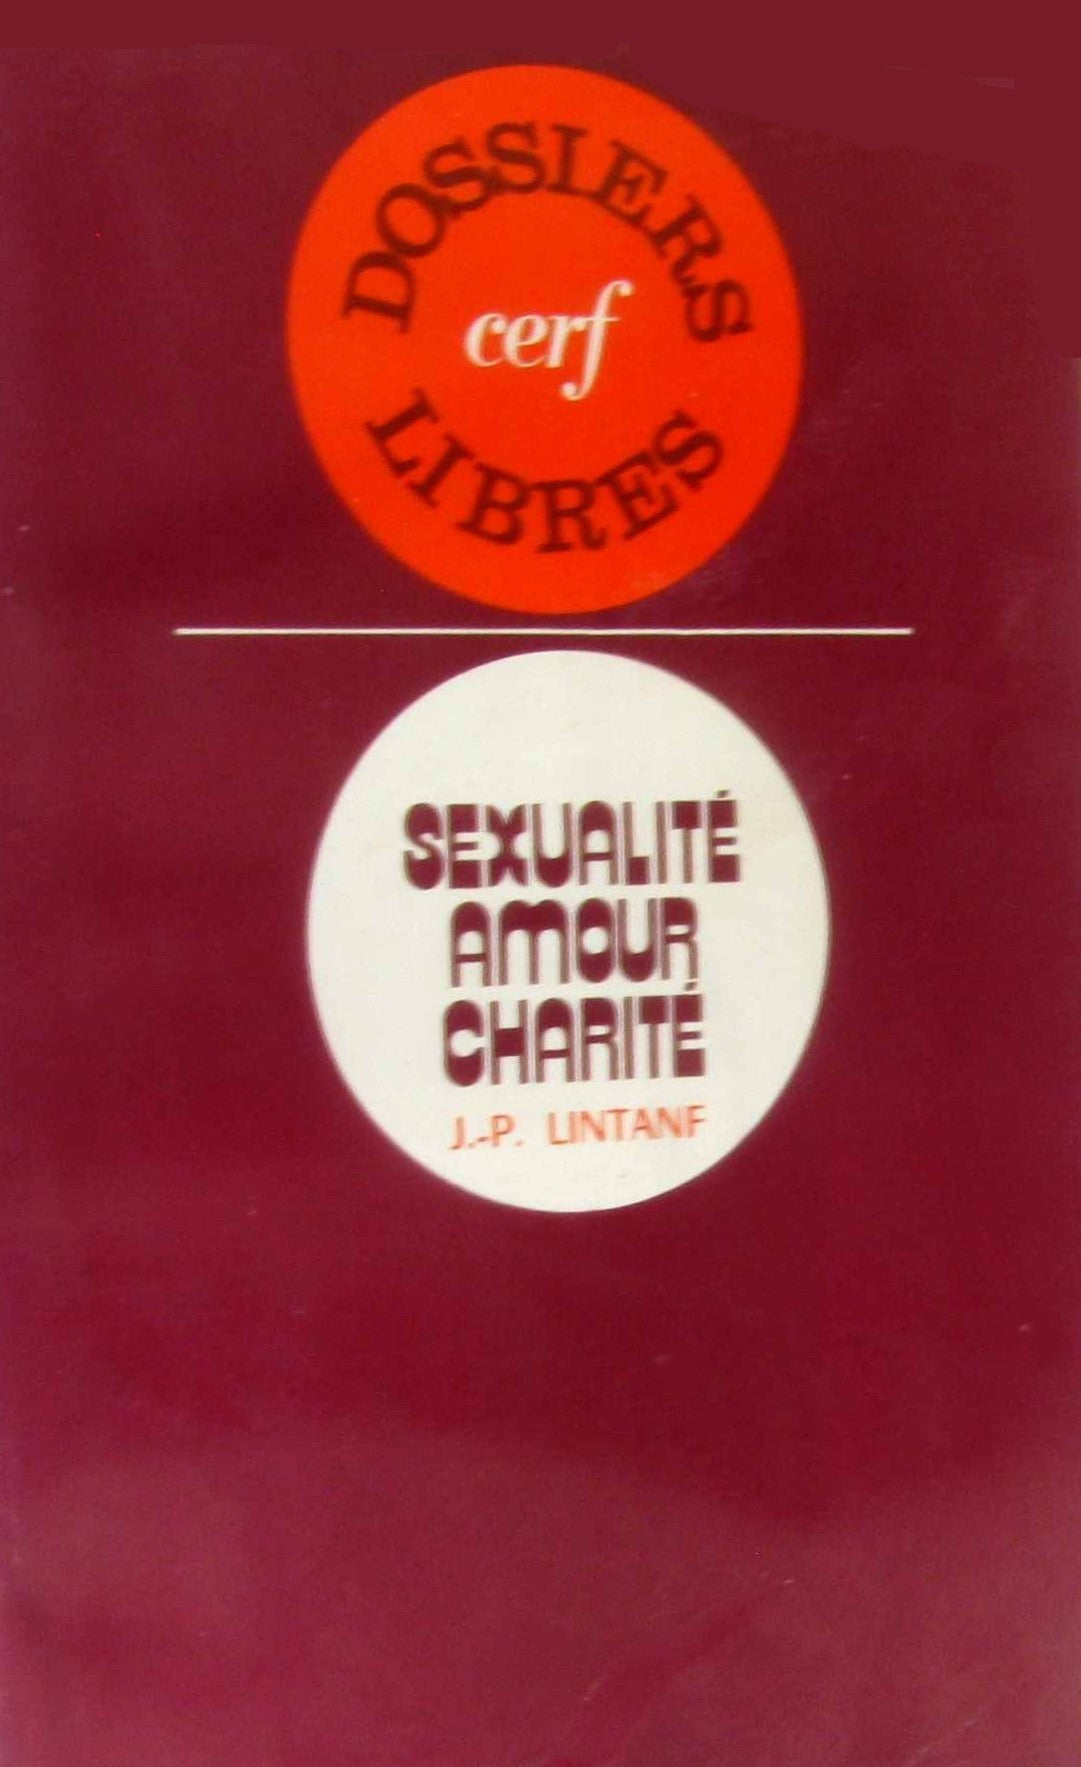 DOSSIERS
cerf
LIBRES
SEXUALITÉ
AMOUR
CHARITÉ
J.-P. LINTANF